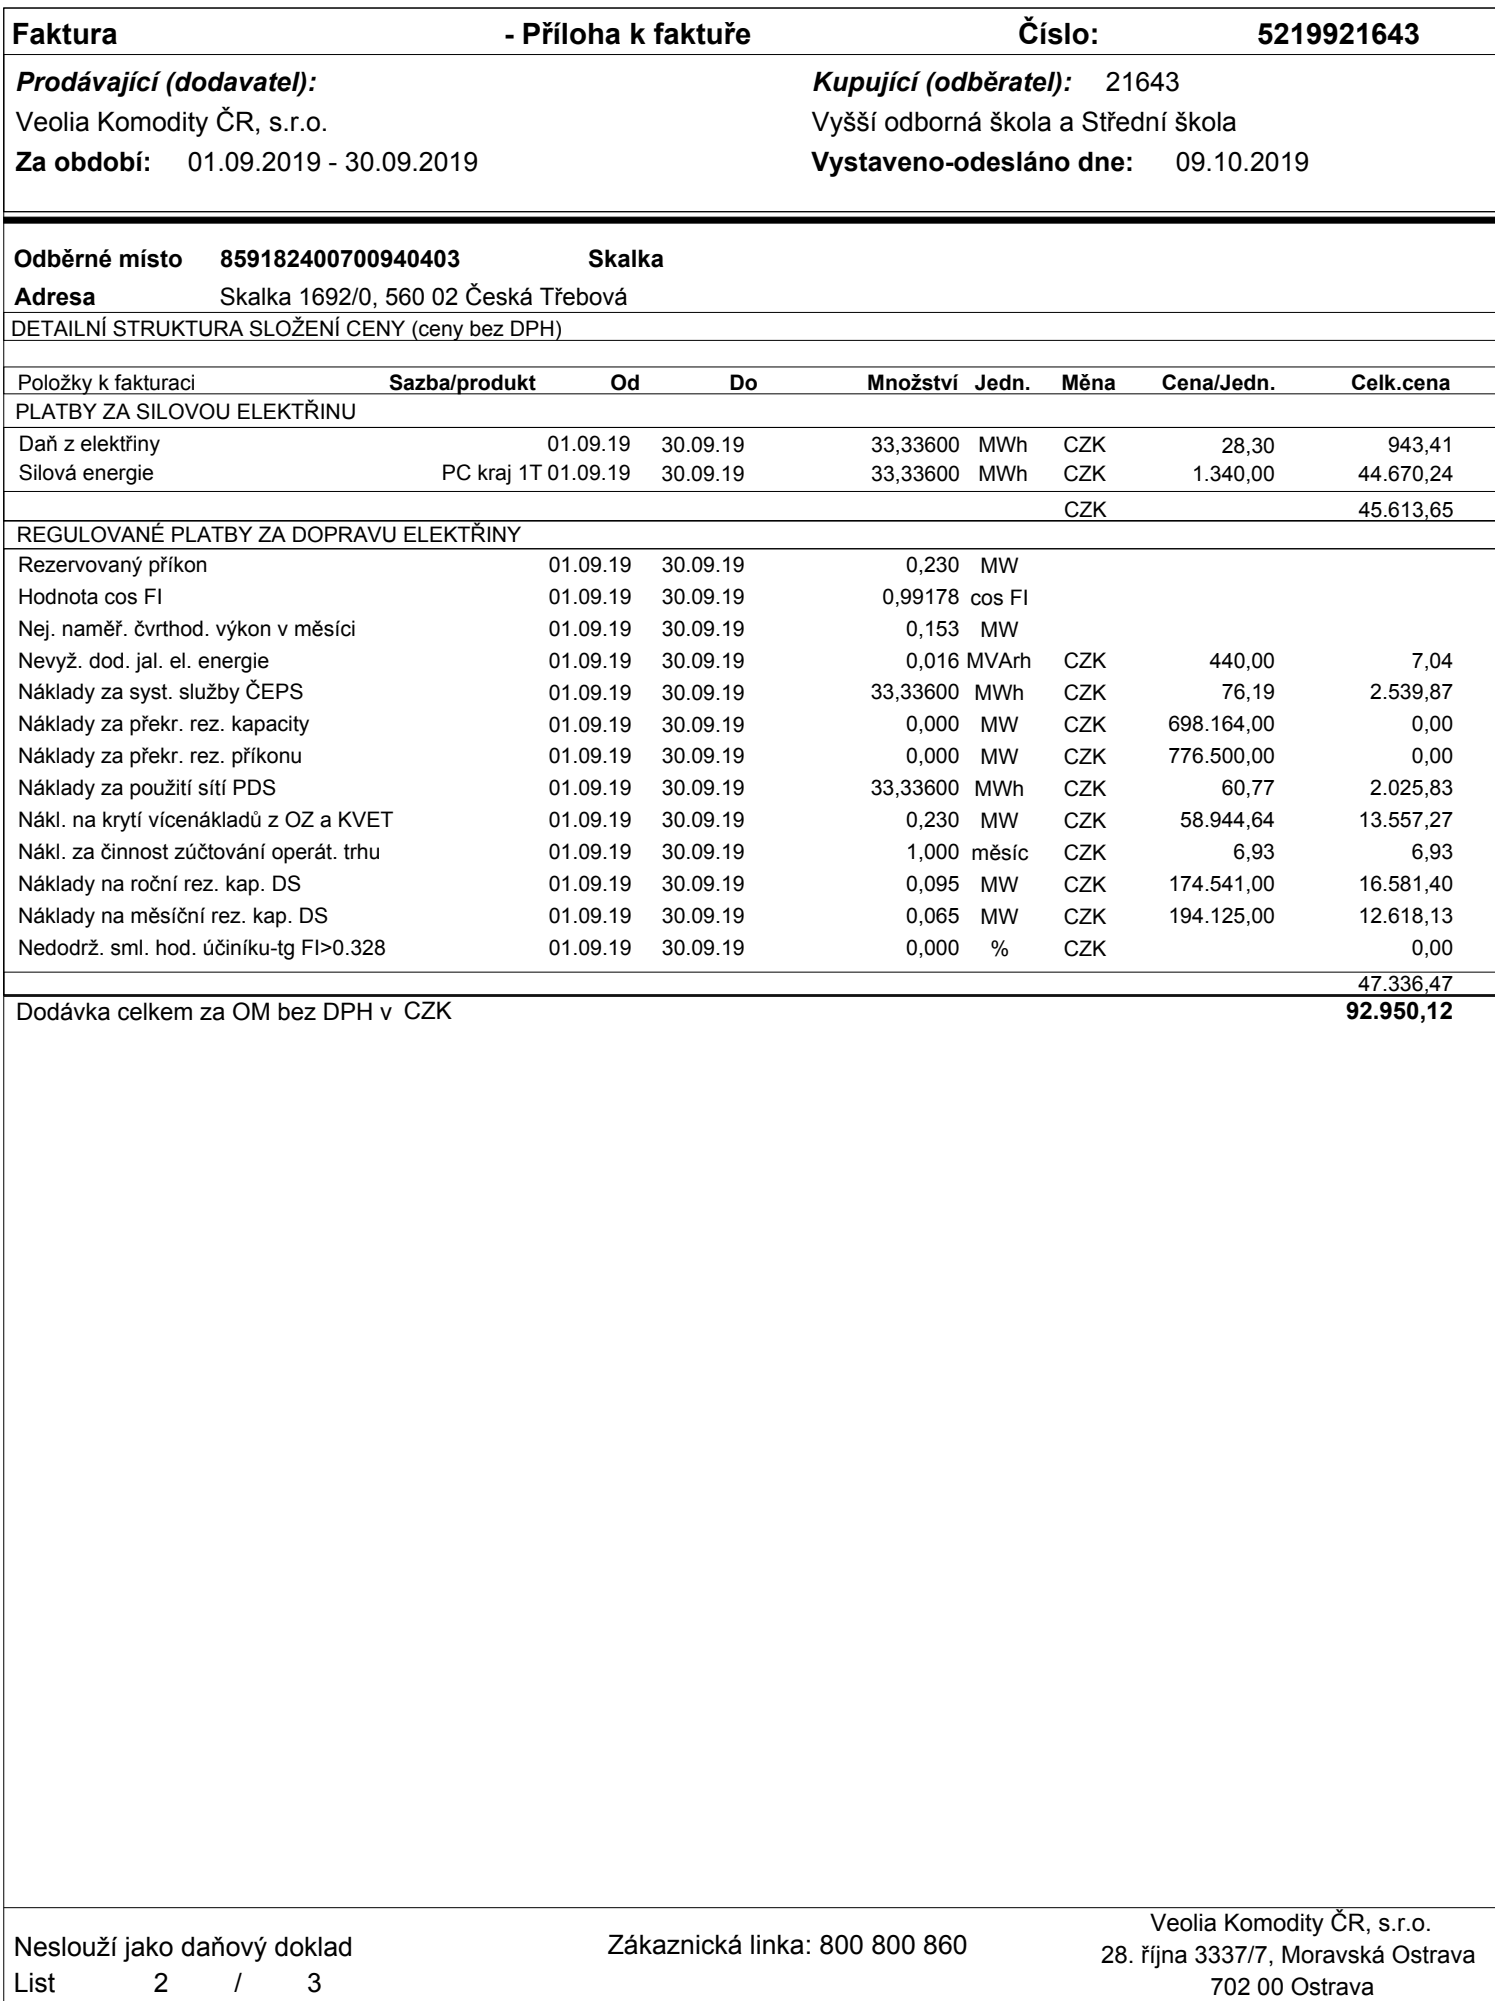 Faktura - Příloha k faktuře Číslo: 5219921643
Prodávající (dodavatel): Kupující (odběratel): 21643
Veolia Komodity ČR, s.r.o. Vyšší odborná škola a Střední škola
Za období: 01.09.2019 - 30.09.2019 Vystaveno-odesláno dne: 09.10.2019
Odběrné místo 859182400700940403 Skalka
Adresa Skalka 1692/0, 560 02 Česká Třebová
DETAILNÍ STRUKTURA SLOŽENÍ CENY (ceny bez DPH)
Položky k fakturaci Sazba/produkt Od Do Množství Jedn. Měna Cena/Jedn. Celk.cena
PLATBY ZA SILOVOU ELEKTŘINU
Daň z elektřiny 01.09.19 30.09.19 33,33600 MWh CZK 28,30 943,41
Silová energie PC kraj 1T 01.09.19 30.09.19 33,33600 MWh CZK 1.340,00 44.670,24
CZK 45.613,65
REGULOVANÉ PLATBY ZA DOPRAVU ELEKTŘINY
Rezervovaný příkon 01.09.19 30.09.19 0,230 MW
Hodnota cos FI 01.09.19 30.09.19 0,99178 cos FI
Nej. naměř. čvrthod. výkon v měsíci 01.09.19 30.09.19 0,153 MW
Nevyž. dod. jal. el. energie 01.09.19 30.09.19 0,016 MVArh CZK 440,00 7,04
Náklady za syst. služby ČEPS 01.09.19 30.09.19 33,33600 MWh CZK 76,19 2.539,87
Náklady za překr. rez. kapacity 01.09.19 30.09.19 0,000 MW CZK 698.164,00 0,00
Náklady za překr. rez. příkonu 01.09.19 30.09.19 0,000 MW CZK 776.500,00 0,00
Náklady za použití sítí PDS 01.09.19 30.09.19 33,33600 MWh CZK 60,77 2.025,83
Nákl. na krytí vícenákladů z OZ a KVET 01.09.19 30.09.19 0,230 MW CZK 58.944,64 13.557,27
Nákl. za činnost zúčtování operát. trhu 01.09.19 30.09.19 1,000 měsíc CZK 6,93 6,93
Náklady na roční rez. kap. DS 01.09.19 30.09.19 0,095 MW CZK 174.541,00 16.581,40
Náklady na měsíční rez. kap. DS 01.09.19 30.09.19 0,065 MW CZK 194.125,00 12.618,13
Nedodrž. sml. hod. účiníku-tg FI>0.328 01.09.19 30.09.19 0,000 % CZK 0,00
47.336,47
Dodávka celkem za OM bez DPH v CZK 92.950,12
Neslouží jako daňový doklad Zákaznická linka: 800 800 860 Veolia Komodity ČR, s.r.o.
28. října 3337/7, Moravská Ostrava
List 2 / 3 702 00 Ostrava